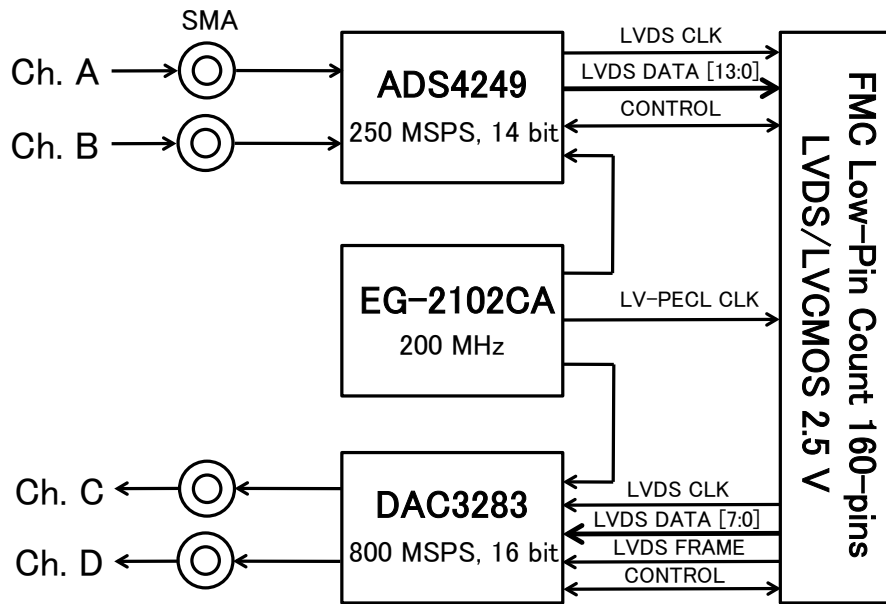 SMA
Ch. A
Ch. B
ADS4249
250 MSPS, 14 bit
LVDS CLK
LVDS DATA [13:0]
CONTROL
EG-2102CA
200 MHz
LV-PECL CLK
Ch. C
Ch. D
DAC3283
800 MSPS, 16 bit
LVDS CLK
LVDS DATA [7:0]
LVDS FRAME
CONTROL
FMC Low-Pin Count 160-pins
LVDS/LVCMOS 2.5 V